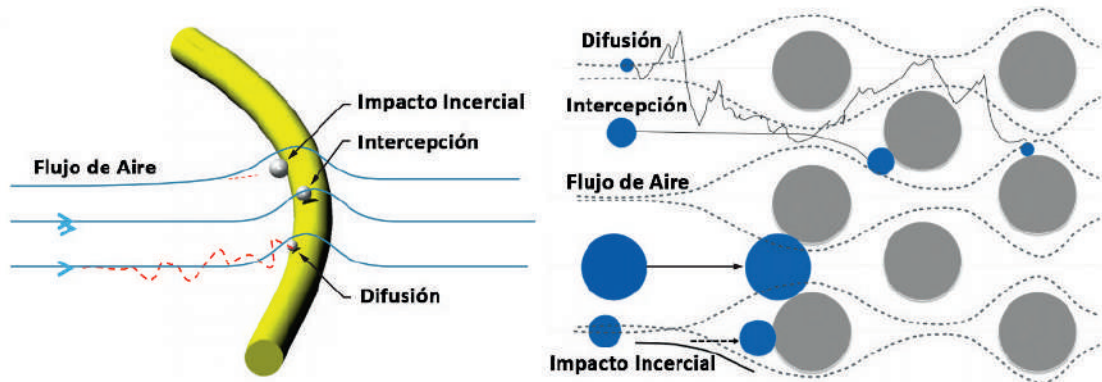 Impacto Incercial
Intercepción
Flujo de Aire
Difusión
Difusión
Intercepción
Flujo de Aire
Impacto Incercial